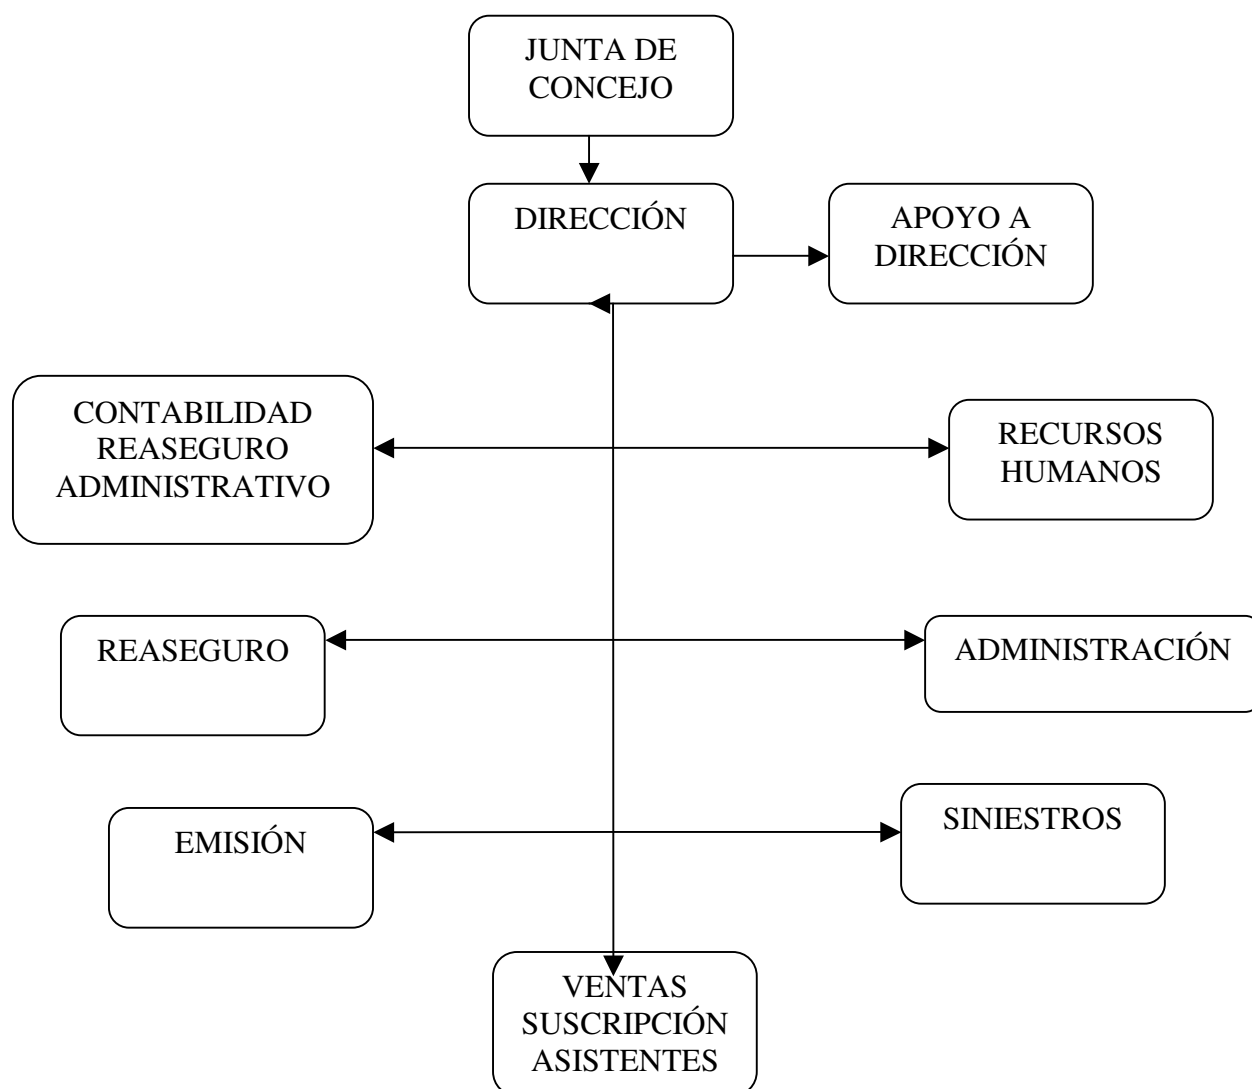 JUNTA DE
CONCEJO
DIRECCIÓN
APOYO A
DIRECCIÓN
CONTABILIDAD
REASEGURO
ADMINISTRATIVO
RECURSOS
HUMANOS
REASEGURO
ADMINISTRACIÓN
EMISIÓN
SINIESTROS
VENTAS
SUSCRIPCIÓN
ASISTENTES